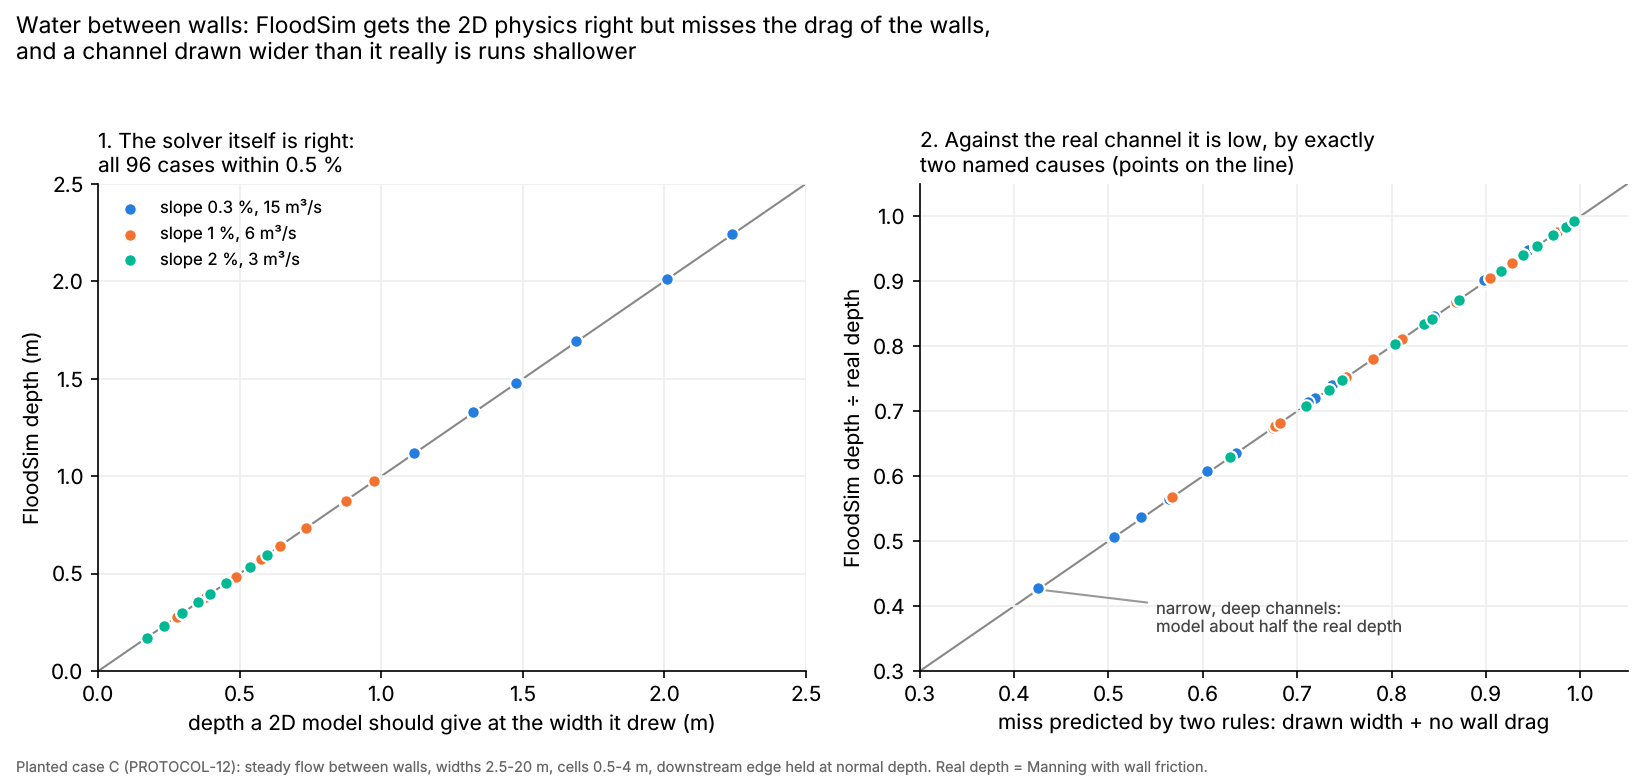 Water between walls: FloodSim gets the 2D physics right but misses the drag of the walls,
and a channel drawn wider than it really is runs shallower
1. The solver itself is right:
all 96 cases within 0.5 %
2.5
2.0
1.5
1.0
0.5
0.0
FloodSim depth (m)
slope 0.3 %, 15 m³/s
slope 1 %, 6 m³/s
slope 2 %, 3 m³/s
0.0 0.5 1.0 1.5 2.0 2.5
depth a 2D model should give at the width it drew (m)
2. Against the real channel it is low, by exactly
two named causes (points on the line)
1.0
0.9
0.8
0.7
0.6
0.5
0.4
0.3
FloodSim depth ÷ real depth
narrow, deep channels:
model about half the real depth
0.3 0.4 0.5 0.6 0.7 0.8 0.9 1.0
miss predicted by two rules: drawn width + no wall drag
Planted case C (PROTOCOL-12): steady flow between walls, widths 2.5-20 m, cells 0.5-4 m, downstream edge held at normal depth. Real depth = Manning with wall friction.